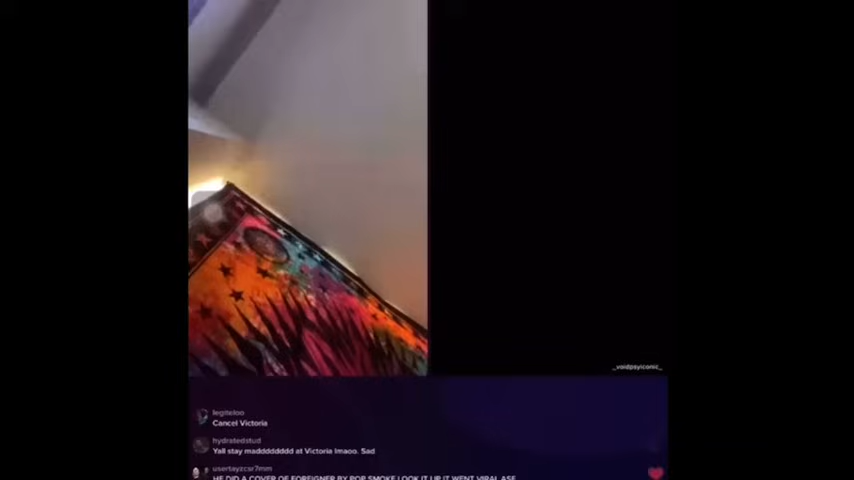 _voidpsyiconic_
legiteloo
Cancel Victoria
hydratedstud
Yall stay madddddddd at Victoria lmaoo. Sad
usertayzcsr7mm
HE DID A COVER OF FOREIGNER BY POP SMOKE LOOK IT UP IT WENT VIRAL ASF